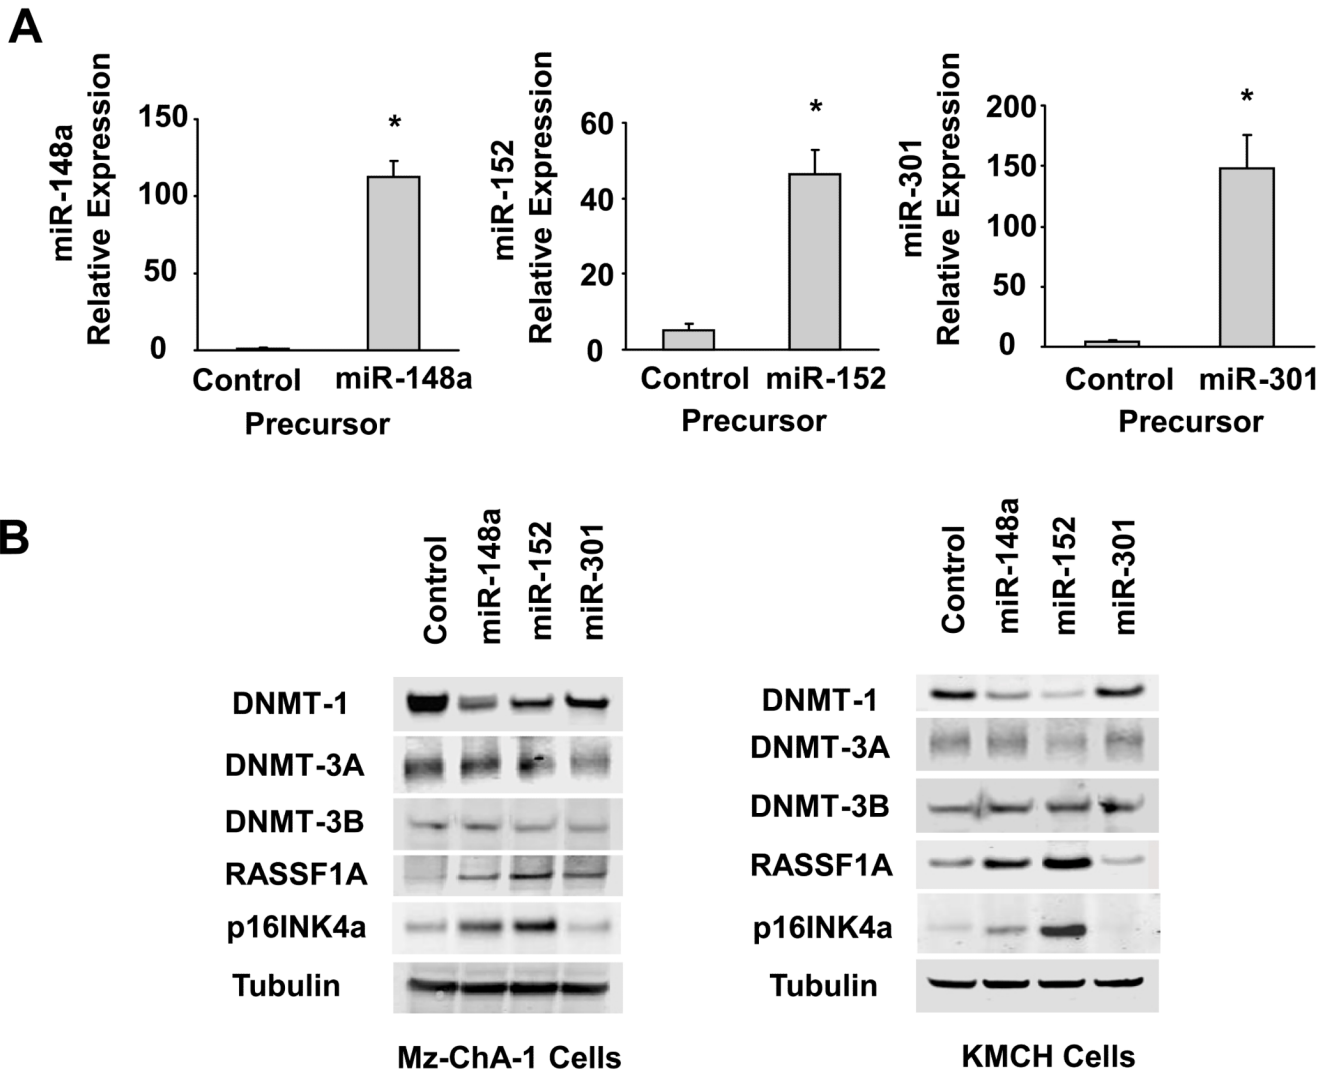 A
miR-148a
Relative Expression
150
100
50
0
*
Control miR-148a
Precursor
miR-152
Relative Expression
60
40
20
0
*
Control miR-152
Precursor
miR-301
Relative Expression
200
150
100
50
0
*
Control miR-301
Precursor
B
Control
miR-148a
miR-152
miR-301
DNMT-1
DNMT-3A
DNMT-3B
RASSF1A
p16INK4a
Tubulin
Mz-ChA-1 Cells
Control
miR-148a
miR-152
miR-301
DNMT-1
DNMT-3A
DNMT-3B
RASSF1A
p16INK4a
Tubulin
KMCH Cells